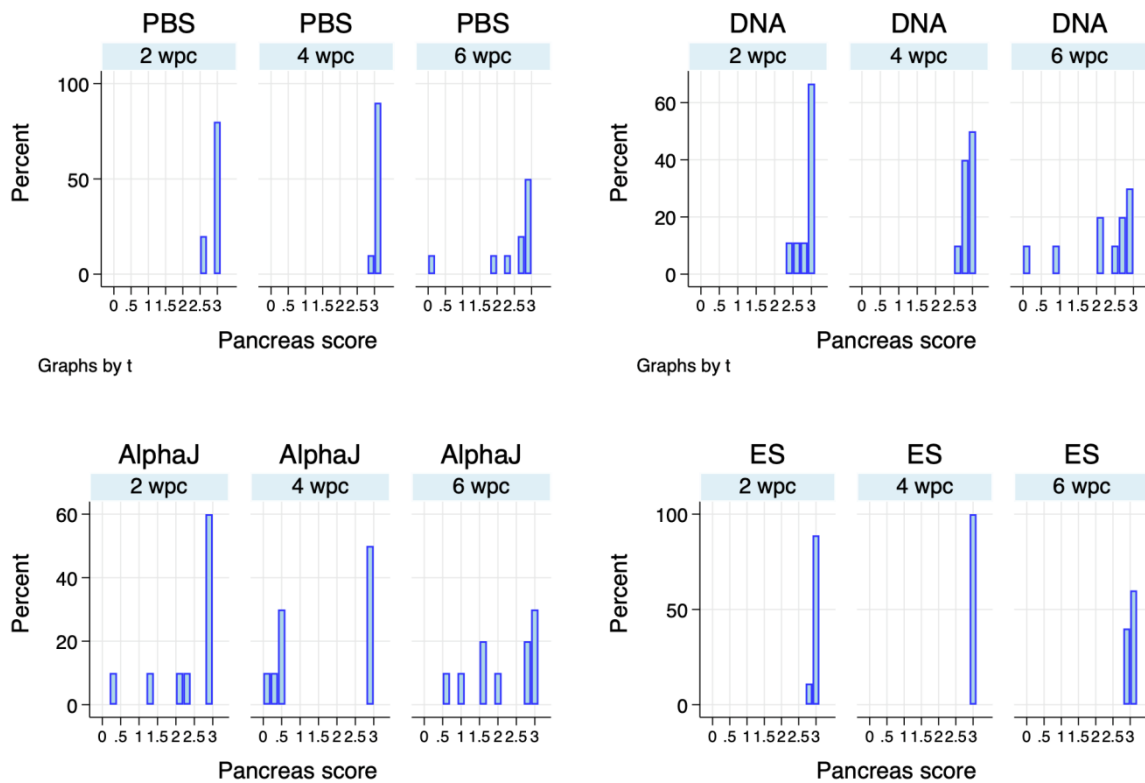 PBS PBS PBS
2 wpc 4 wpc 6 wpc
100
50
0
Percent
0 .5 1 1.5 2 2.5 3 0 .5 1 1.5 2 2.5 3 0 .5 1 1.5 2 2.5 3
Pancreas score
Graphs by t
DNA DNA DNA
2 wpc 4 wpc 6 wpc
60
40
20
0
Percent
0 .5 1 1.5 2 2.5 3 0 .5 1 1.5 2 2.5 3 0 .5 1 1.5 2 2.5 3
Pancreas score
Graphs by t
AlphaJ AlphaJ AlphaJ
2 wpc 4 wpc 6 wpc
60
40
20
0
Percent
0 .5 1 1.5 2 2.5 3 0 .5 1 1.5 2 2.5 3 0 .5 1 1.5 2 2.5 3
Pancreas score
ES ES ES
2 wpc 4 wpc 6 wpc
100
50
0
Percent
0 .5 1 1.5 2 2.5 3 0 .5 1 1.5 2 2.5 3 0 .5 1 1.5 2 2.5 3
Pancreas score